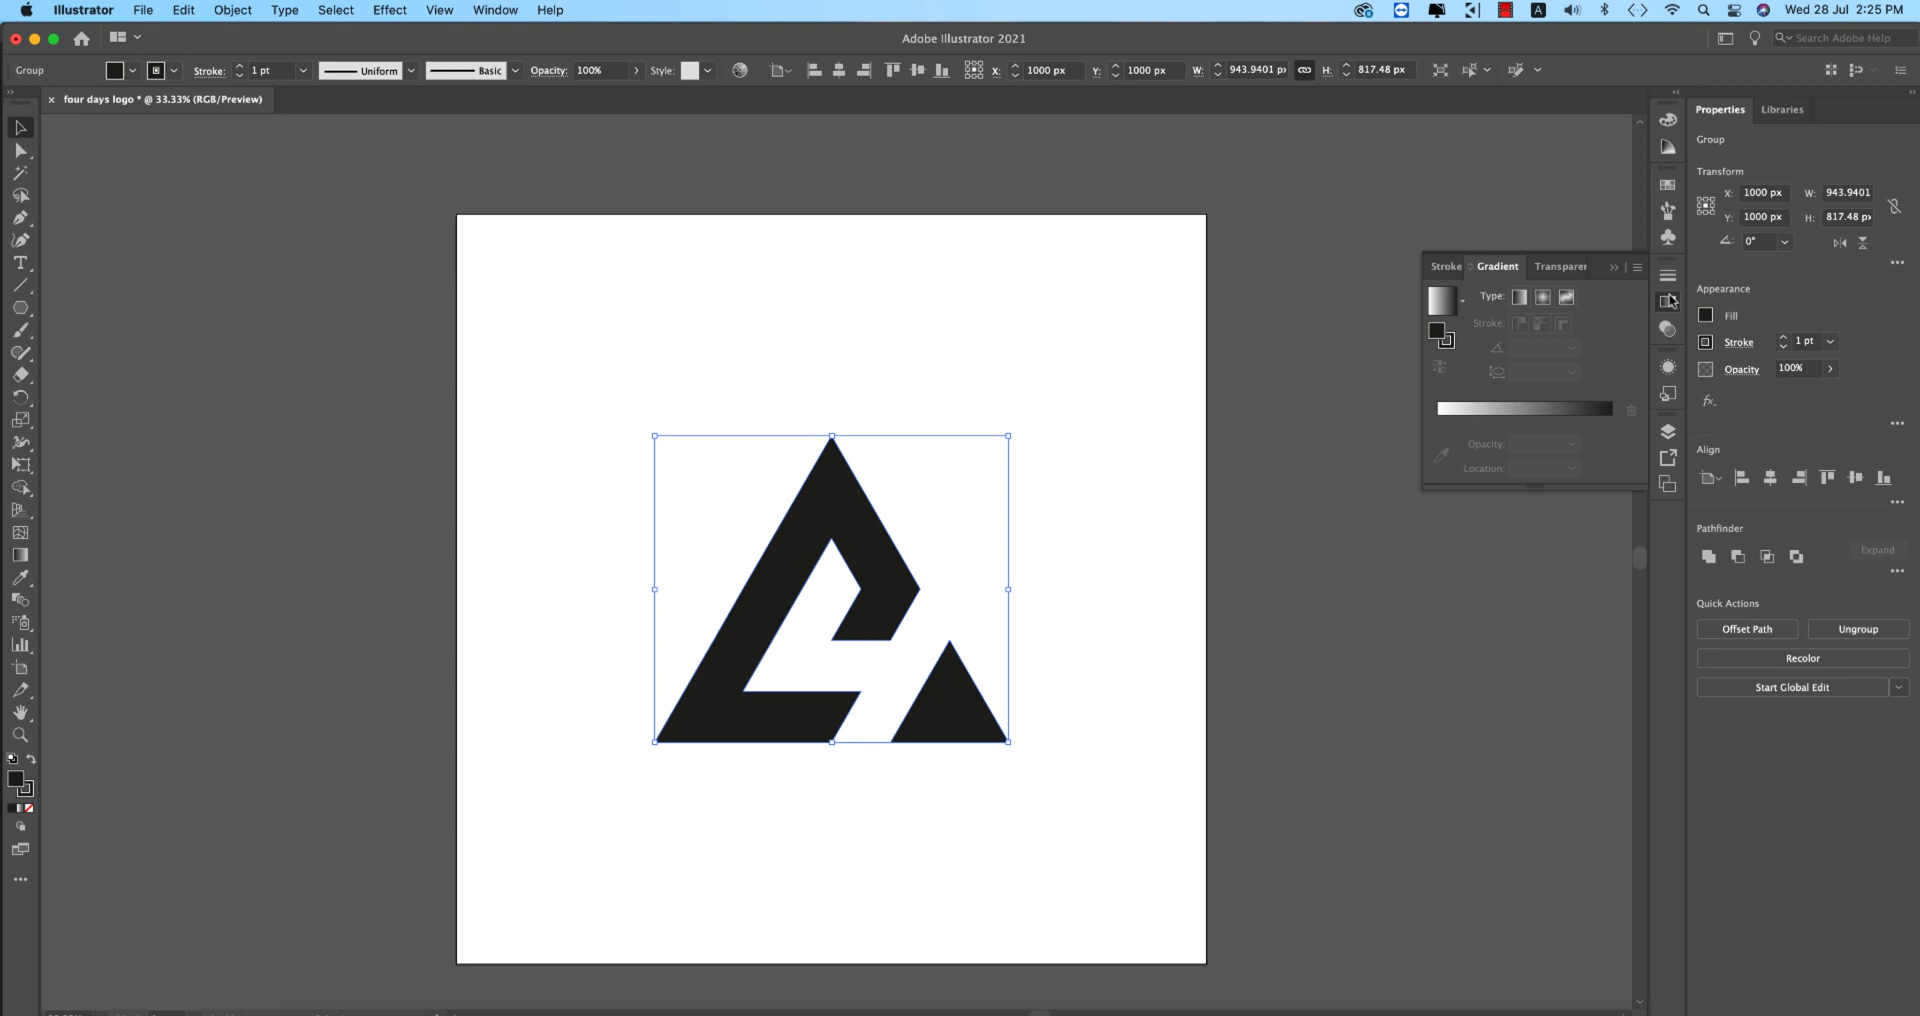 Illustrator File Edit Object Type Select Effect View Window Help
A
Wed 28 Jul 2:25 PM
Adobe Illustrator 2021
Search Adobe Help
Group
Stroke: 1 pt
Uniform
Basic
Opacity: 100%
Style:
X: 1000 px
Y: 1000 px
W: 943.9401 p
H: 817.48 px
× four days logo * @ 33.33% (RGB/Preview)
Properties Libraries
Group
Transform
X: 1000 px W: 943.9401
Y: 1000 px H: 817.48 px
0°
Appearance
Fill
Stroke 1 pt
Opacity 100%
fx.
Align
Pathfinder
Expand
Quick Actions
Offset Path Ungroup
Recolor
Start Global Edit
Stroke Gradient Transparer
Type:
Stroke:
Opacity:
Location:
T